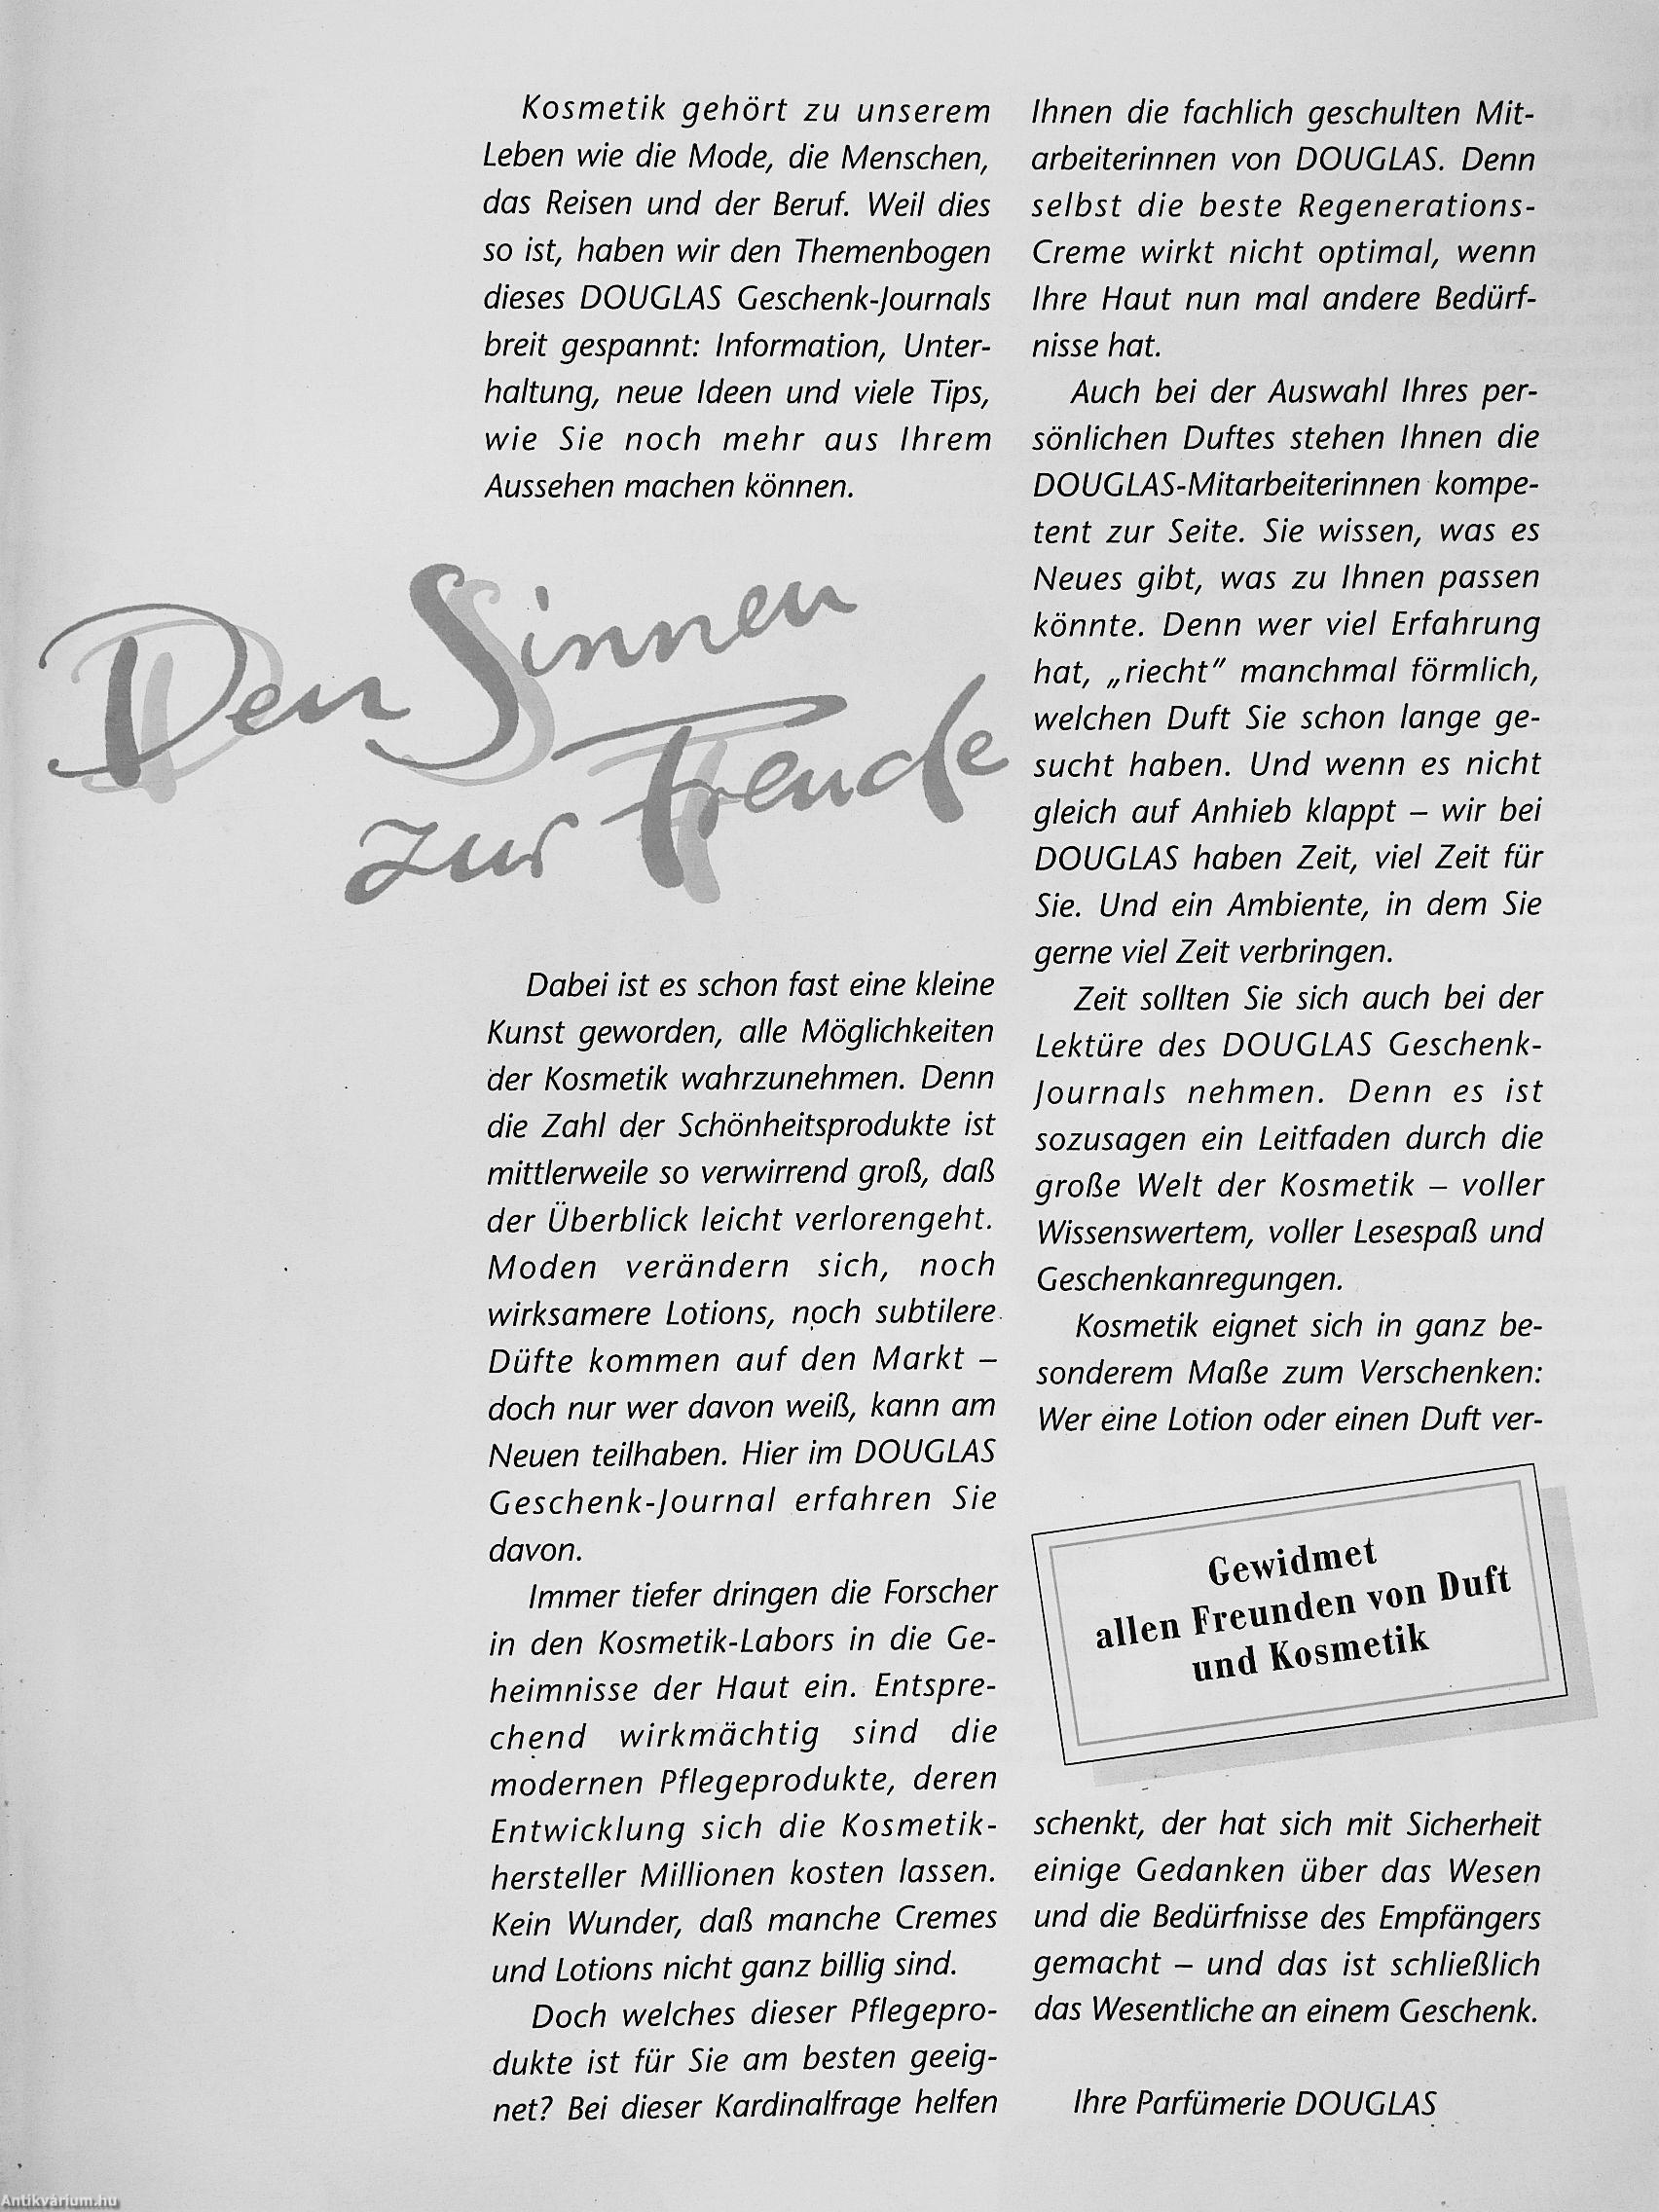 Kosmetik gehört zu unserem
Leben wie die Mode, die Menschen,
das Reisen und der Beruf. Weil dies
so ist, haben wir den Themenbogen
dieses DOUGLAS Geschenk-Journals
breit gespannt: Information, Unter-
haltung, neue Ideen und viele Tips,
wie Sie noch mehr aus Ihrem
Aussehen machen können.
Den Sinnen
zur Freude
Dabei ist es schon fast eine kleine
Kunst geworden, alle Möglichkeiten
der Kosmetik wahrzunehmen. Denn
die Zahl der Schönheitsprodukte ist
mittlerweile so verwirrend groß, daß
der Überblick leicht verlorengeht.
Moden verändern sich, noch
wirksamere Lotions, noch subtilere
Düfte kommen auf den Markt –
doch nur wer davon weiß, kann am
Neuen teilhaben. Hier im DOUGLAS
Geschenk-Journal erfahren Sie
davon.
Immer tiefer dringen die Forscher
in den Kosmetik-Labors in die Ge-
heimnisse der Haut ein. Entspre-
chend wirkmächtig sind die
modernen Pflegeprodukte, deren
Entwicklung sich die Kosmetik-
hersteller Millionen kosten lassen.
Kein Wunder, daß manche Cremes
und Lotions nicht ganz billig sind.
Doch welches dieser Pflegepro-
dukte ist für Sie am besten geeig-
net? Bei dieser Kardinalfrage helfen
Ihnen die fachlich geschulten Mit-
arbeiterinnen von DOUGLAS. Denn
selbst die beste Regenerations-
Creme wirkt nicht optimal, wenn
Ihre Haut nun mal andere Bedürf-
nisse hat.
Auch bei der Auswahl Ihres per-
sönlichen Duftes stehen Ihnen die
DOUGLAS-Mitarbeiterinnen kompe-
tent zur Seite. Sie wissen, was es
Neues gibt, was zu Ihnen passen
könnte. Denn wer viel Erfahrung
hat, „riecht" manchmal förmlich,
welchen Duft Sie schon lange ge-
sucht haben. Und wenn es nicht
gleich auf Anhieb klappt – wir bei
DOUGLAS haben Zeit, viel Zeit für
Sie. Und ein Ambiente, in dem Sie
gerne viel Zeit verbringen.
Zeit sollten Sie sich auch bei der
Lektüre des DOUGLAS Geschenk-
Journals nehmen. Denn es ist
sozusagen ein Leitfaden durch die
große Welt der Kosmetik – voller
Wissenswertem, voller Lesespaß und
Geschenkanregungen.
Kosmetik eignet sich in ganz be-
sonderem Maße zum Verschenken:
Wer eine Lotion oder einen Duft ver-
Gewidmet
allen Freunden von Duft
und Kosmetik
schenkt, der hat sich mit Sicherheit
einige Gedanken über das Wesen
und die Bedürfnisse des Empfängers
gemacht – und das ist schließlich
das Wesentliche an einem Geschenk.
Ihre Parfümerie DOUGLAS
Antikvárium.hu